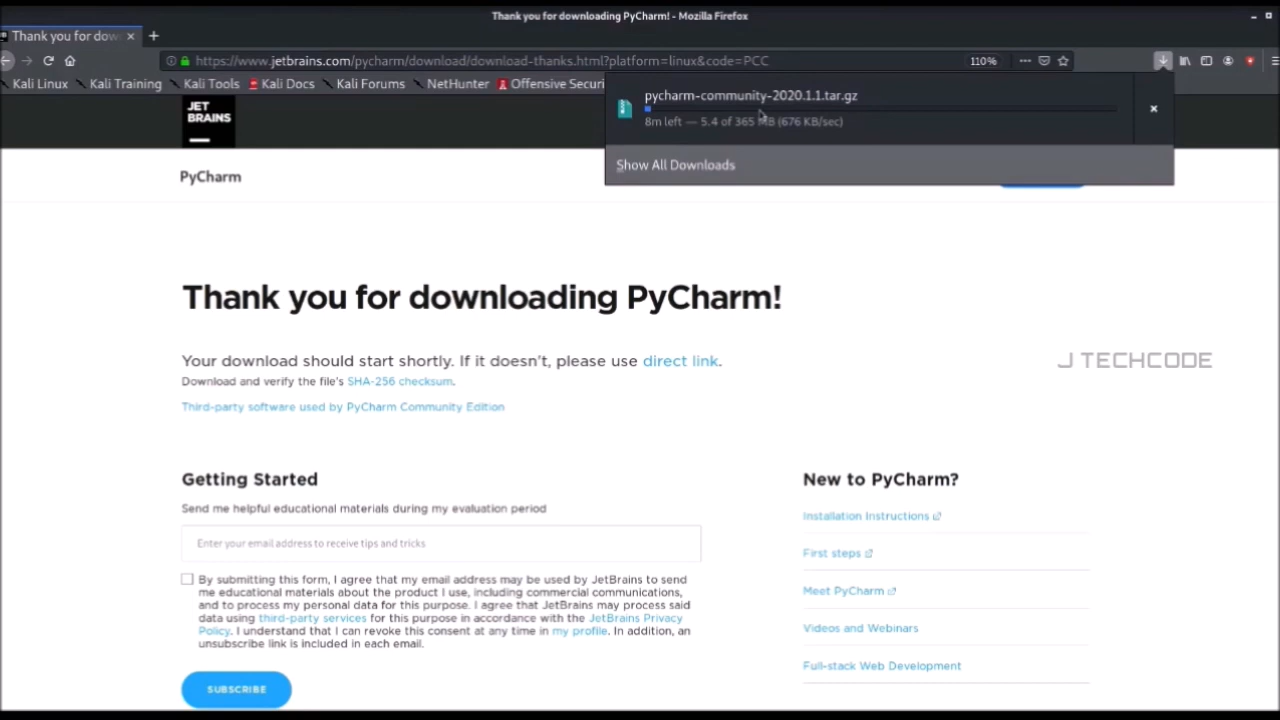 Thank you for downloading PyCharm! - Mozilla Firefox
Thank you for dow
https://www.jetbrains.com/pycharm/download/download-thanks.html?platform=linux&code=PCC
110%
Kali Linux Kali Training Kali Tools Kali Docs Kali Forums NetHunter Offensive Securi
pycharm-community-2020.1.1.tar.gz
8m left — 5.4 of 365 MB (676 KB/sec)
Show All Downloads
JET
BRAINS
PyCharm
Thank you for downloading PyCharm!
Your download should start shortly. If it doesn't, please use direct link.
Download and verify the file's SHA-256 checksum.
Third-party software used by PyCharm Community Edition
J TECHCODE
Getting Started
Send me helpful educational materials during my evaluation period
Enter your email address to receive tips and tricks
By submitting this form, I agree that my email address may be used by JetBrains to send
me educational materials about the product I use, including commercial communications,
and to process my personal data for this purpose. I agree that JetBrains may process said
data using third-party services for this purpose in accordance with the JetBrains Privacy
Policy. I understand that I can revoke this consent at any time in my profile. In addition, an
unsubscribe link is included in each email.
SUBSCRIBE
New to PyCharm?
Installation Instructions
First steps
Meet PyCharm
Videos and Webinars
Full-stack Web Development